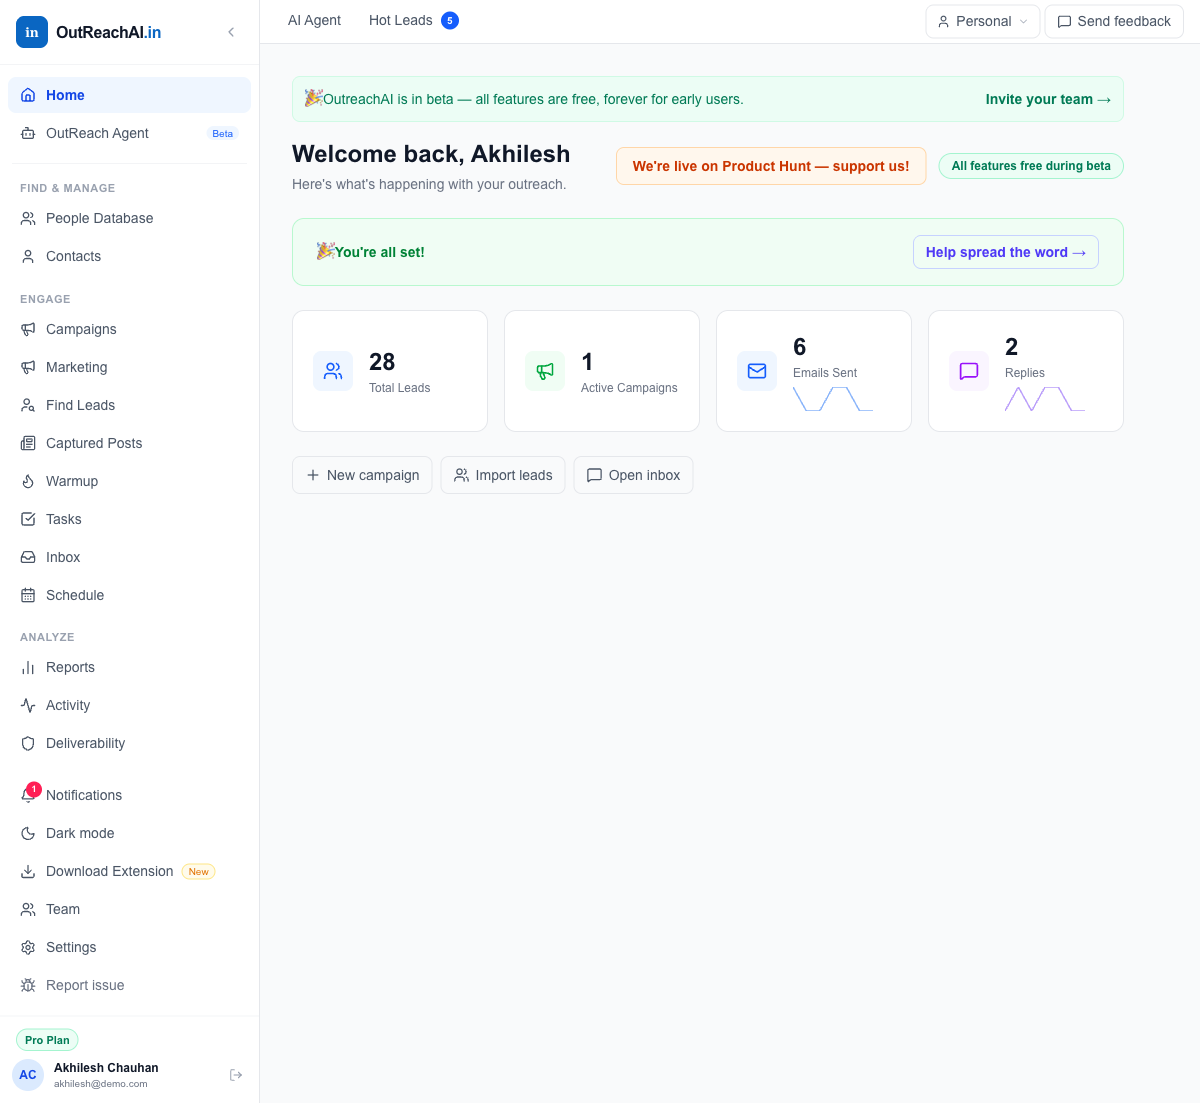 in OutReachAI.in
Home
OutReach Agent Beta
FIND & MANAGE
People Database
Contacts
ENGAGE
Campaigns
Marketing
Find Leads
Captured Posts
Warmup
Tasks
Inbox
Schedule
ANALYZE
Reports
Activity
Deliverability
1 Notifications
Dark mode
Download Extension New
Team
Settings
Report issue
Pro Plan
AC Akhilesh Chauhan
akhilesh@demo.com
AI Agent Hot Leads 5 Personal Send feedback
🎉OutreachAI is in beta — all features are free, forever for early users. Invite your team →
Welcome back, Akhilesh
Here's what's happening with your outreach.
We're live on Product Hunt — support us! All features free during beta
🎉You're all set! Help spread the word →
28
Total Leads
1
Active Campaigns
6
Emails Sent
2
Replies
New campaign Import leads Open inbox